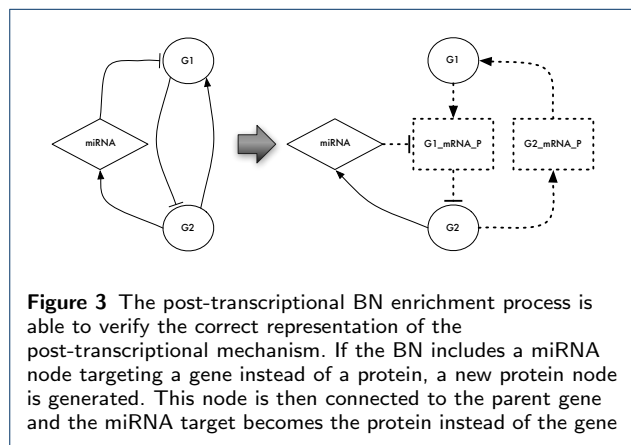 G1
G1
miRNA
miRNA
G1_mRNA_P
G2_mRNA_P
G2
G2
Figure 3 The post-transcriptional BN enrichment process is
able to verify the correct representation of the
post-transcriptional mechanism. If the BN includes a miRNA
node targeting a gene instead of a protein, a new protein node
is generated. This node is then connected to the parent gene
and the miRNA target becomes the protein instead of the gene